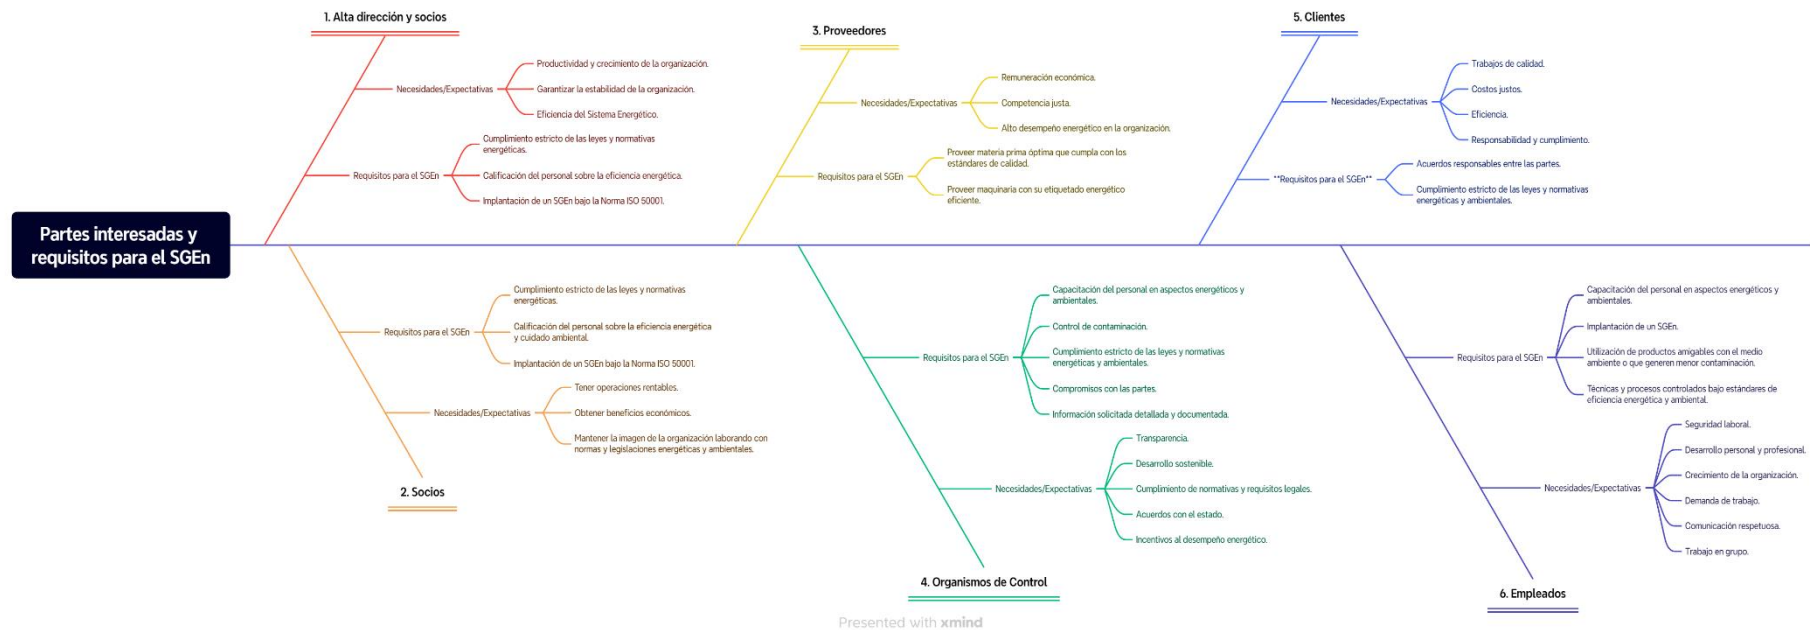 Partes interesadas y
requisitos para el SGEn
1. Alta dirección y socios
Necesidades/Expectativas
Productividad y crecimiento de la organización.
Garantizar la estabilidad de la organización.
Eficiencia del Sistema Energético.
Requisitos para el SGEn
Cumplimiento estricto de las leyes y normativas
energéticas.
Calificación del personal sobre la eficiencia energética.
Implantación de un SGEn bajo la Norma ISO 50001.
2. Socios
Requisitos para el SGEn
Cumplimiento estricto de las leyes y normativas
energéticas.
Calificación del personal sobre la eficiencia energética
y cuidado ambiental.
Implantación de un SGEn bajo la Norma ISO 50001.
Necesidades/Expectativas
Tener operaciones rentables.
Obtener beneficios económicos.
Mantener la imagen de la organización laborando con
normas y legislaciones energéticas y ambientales.
3. Proveedores
Necesidades/Expectativas
Remuneración económica.
Competencia justa.
Alto desempeño energético en la organización.
Requisitos para el SGEn
Proveer materia prima óptima que cumpla con los
estándares de calidad.
Proveer maquinaria con su etiquetado energético
eficiente.
4. Organismos de Control
Requisitos para el SGEn
Capacitación del personal en aspectos energéticos y
ambientales.
Control de contaminación.
Cumplimiento estricto de las leyes y normativas
energéticas y ambientales.
Compromisos con las partes.
Información solicitada detallada y documentada.
Necesidades/Expectativas
Transparencia.
Desarrollo sostenible.
Cumplimiento de normativas y requisitos legales.
Acuerdos con el estado.
Incentivos al desempeño energético.
5. Clientes
Necesidades/Expectativas
Trabajos de calidad.
Costos justos.
Eficiencia.
Responsabilidad y cumplimiento.
**Requisitos para el SGEn**
Acuerdos responsables entre las partes.
Cumplimiento estricto de las leyes y normativas
energéticas y ambientales.
6. Empleados
Requisitos para el SGEn
Capacitación del personal en aspectos energéticos y
ambientales.
Implantación de un SGEn.
Utilización de productos amigables con el medio
ambiente o que generen menor contaminación.
Técnicas y procesos controlados bajo estándares de
eficiencia energética y ambiental.
Necesidades/Expectativas
Seguridad laboral.
Desarrollo personal y profesional.
Crecimiento de la organización.
Demanda de trabajo.
Comunicación respetuosa.
Trabajo en grupo.
Presented with xmind